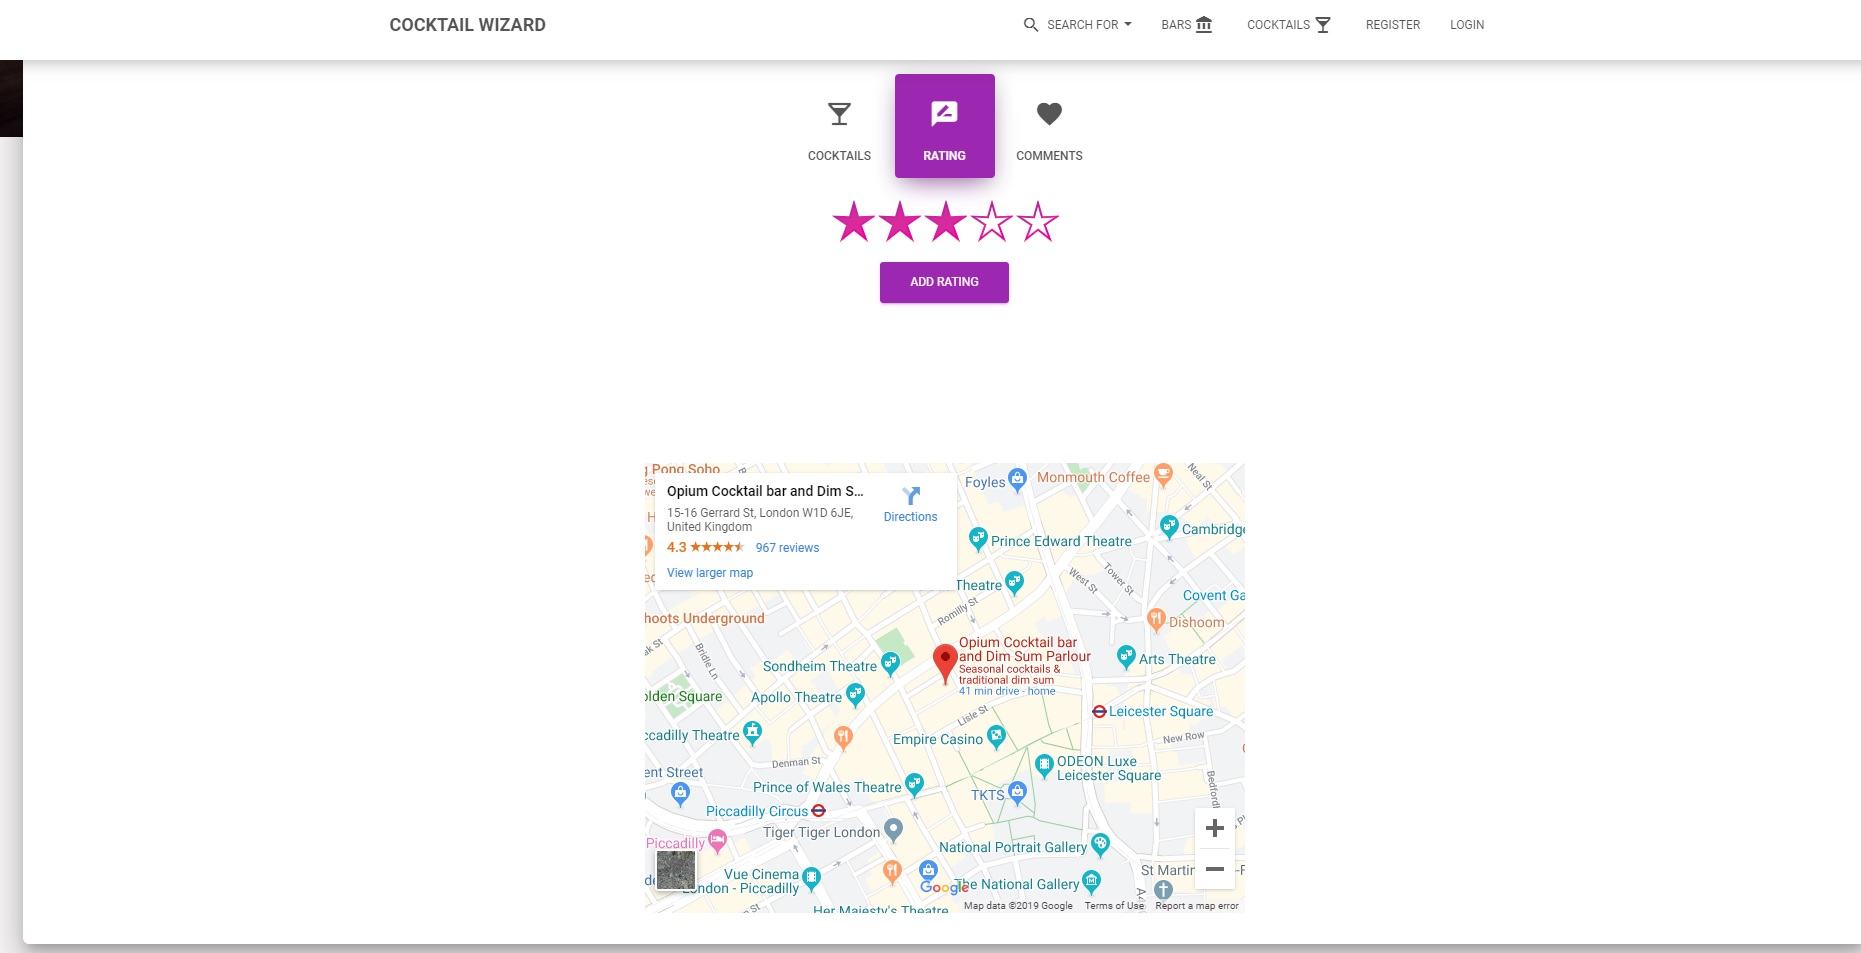 COCKTAIL WIZARD
SEARCH FOR
BARS
COCKTAILS
REGISTER
LOGIN
COCKTAILS
RATING
COMMENTS
ADD RATING
Pong Soho
Opium Cocktail bar and Dim S...
15-16 Gerrard St, London W1D 6JE,
United Kingdom
4.3
967 reviews
View larger map
Directions
Foyles
Monmouth Coffee
Neal St
Prince Edward Theatre
Cambridge
Theatre
West St
Tower St
Covent Ga
Romilly St
hoots Underground
Dishoom
Opium Cocktail bar
and Dim Sum Parlour
Seasonal cocktails &
traditional dim sum
41 min drive - home
Bridle Ln
Sondheim Theatre
Arts Theatre
olden Square
Apollo Theatre
Lisle St
Leicester Square
ccadilly Theatre
Empire Casino
New Row
Denman St
ODEON Luxe
Leicester Square
ent Street
Prince of Wales Theatre
TKTS
Bedford
Piccadilly Circus
Tiger Tiger London
Piccadilly
National Portrait Gallery
St Martin
Vue Cinema
London - Piccadilly
Google
The National Gallery
Her Majesty's Theatre
Map data ©2019 Google
Terms of Use
Report a map error